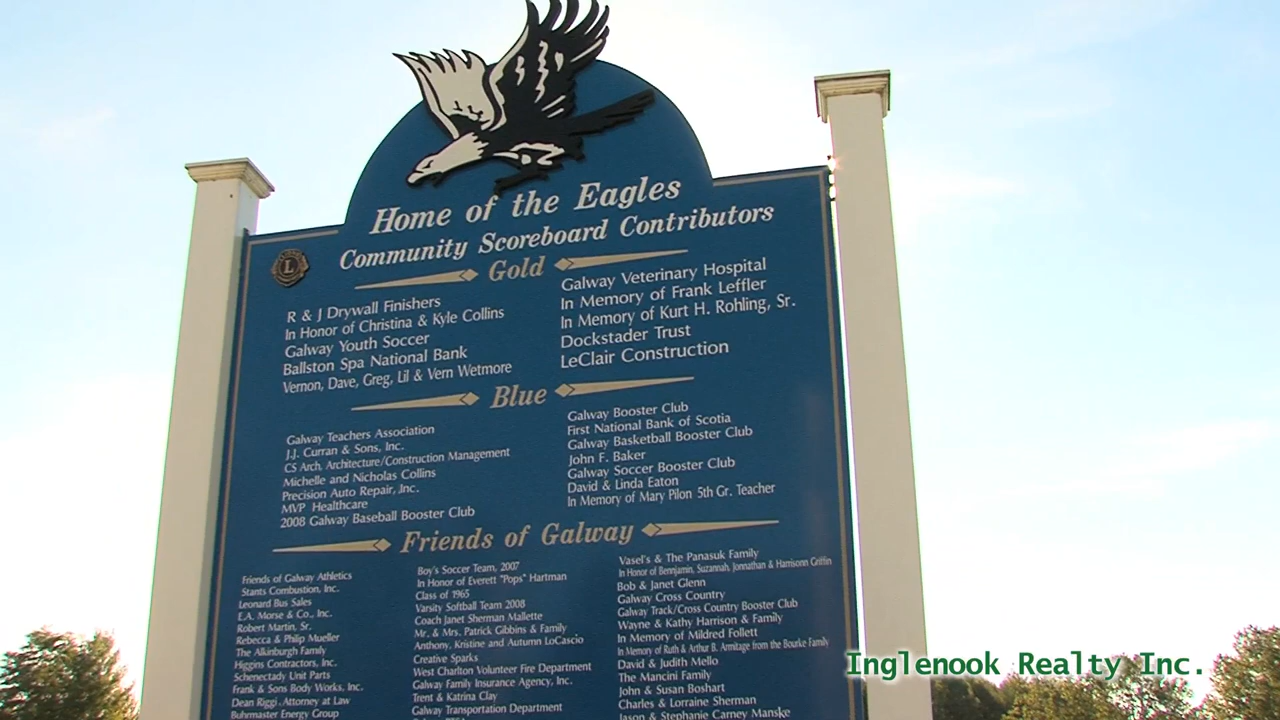 Home of the Eagles
Community Scoreboard Contributors
L
Gold
R & J Drywall Finishers
In Honor of Christina & Kyle Collins
Galway Youth Soccer
Ballston Spa National Bank
Vernon, Dave, Greg, Lil & Vern Wetmore
Galway Veterinary Hospital
In Memory of Frank Leffler
In Memory of Kurt H. Rohling, Sr.
Dockstader Trust
LeClair Construction
Blue
Galway Teachers Association
J.J. Curran & Sons, Inc.
CS Arch, Architecture/Construction Management
Michelle and Nicholas Collins
Precision Auto Repair, Inc.
MVP Healthcare
2008 Galway Baseball Booster Club
Galway Booster Club
First National Bank of Scotia
Galway Basketball Booster Club
John F. Baker
Galway Soccer Booster Club
David & Linda Eaton
In Memory of Mary Pilon 5th Gr. Teacher
Friends of Galway
Friends of Galway Athletics
Stants Combustion, Inc.
Leonard Bus Sales
E.A. Morse & Co., Inc.
Robert Martin, Sr.
Rebecca & Philip Mueller
The Alkinburgh Family
Higgins Contractors, Inc.
Schenectady Unit Parts
Frank & Sons Body Works, Inc.
Dean Riggi, Attorney at Law
Buhrmaster Energy Group
Boy's Soccer Team, 2007
In Honor of Everett "Pops" Hartman
Class of 1965
Varsity Softball Team 2008
Coach Janet Sherman Mallette
Mr. & Mrs. Patrick Gibbins & Family
Anthony, Kristine and Autumn LoCascio
Creative Sparks
West Charlton Volunteer Fire Department
Galway Family Insurance Agency, Inc.
Trent & Katrina Clay
Galway Transportation Department
Vasel's & The Panasuk Family
In Honor of Bennjamin, Suzannah, Jonnathan & Harrisonn Griffin
Bob & Janet Glenn
Galway Cross Country
Galway Track/Cross Country Booster Club
Wayne & Kathy Harrison & Family
In Memory of Mildred Follett
In Memory of Ruth & Arthur B. Armitage from the Bourke Family
David & Judith Mello
The Mancini Family
John & Susan Boshart
Charles & Lorraine Sherman
Jason & Stephanie Carney Manske
Inglenook Realty Inc.